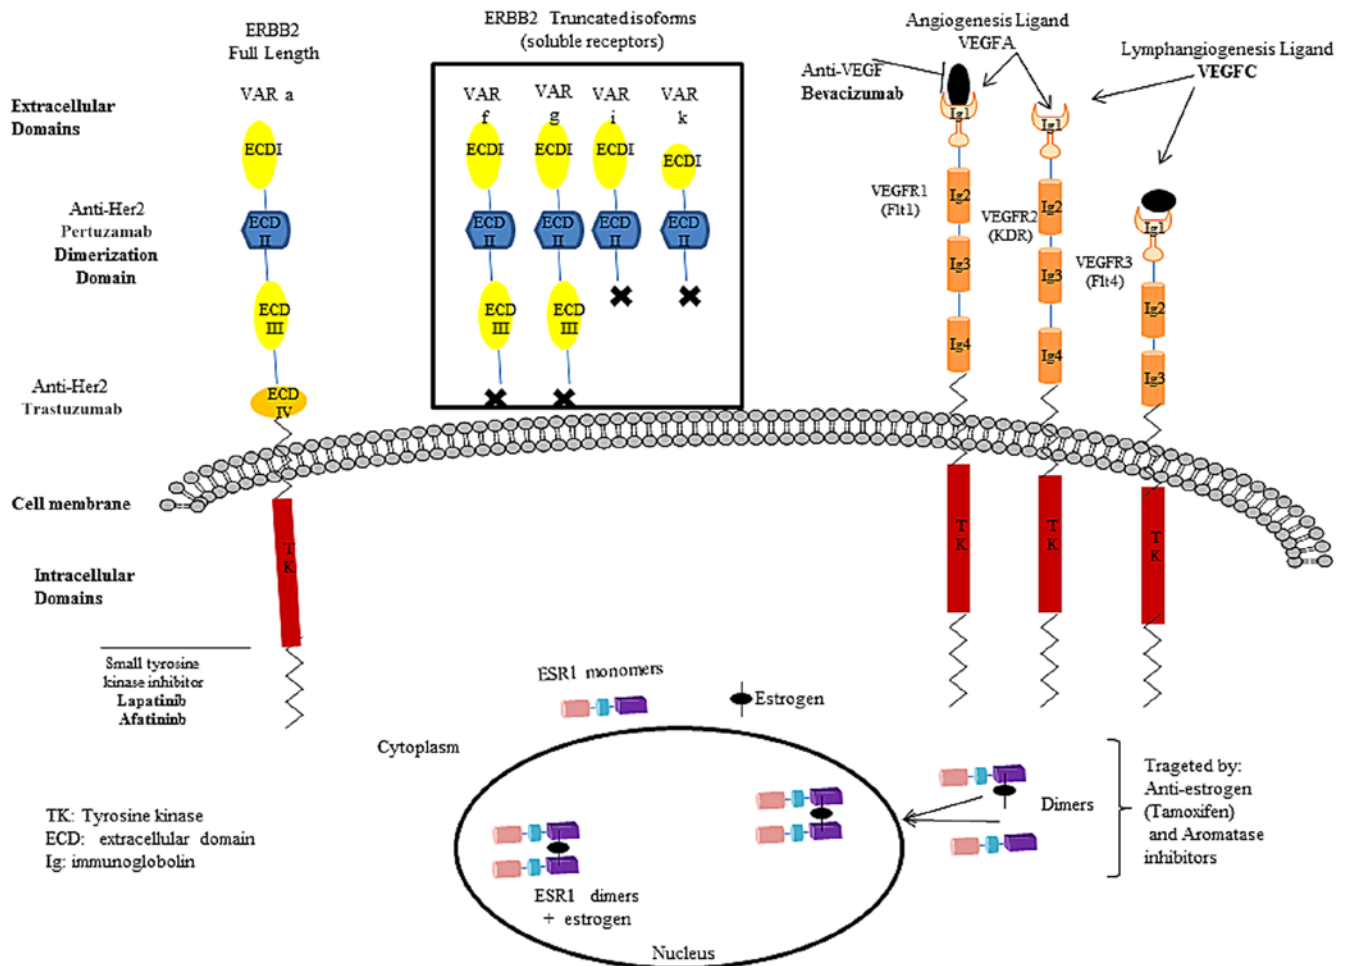 ERBB2
Full Length
VAR a
Extracellular
Domains
ECDI
Anti-Her2
Pertuzamab
Dimerization
Domain
ECD
II
ECD
III
Anti-Her2
Trastuzumab
ECD
IV
ERBB2 Truncated isoforms
(soluble receptors)
VAR
f
VAR
g
VAR
i
VAR
k
ECDI
ECDI
ECDI
ECDI
ECD
II
ECD
II
ECD
II
ECD
II
ECD
III
ECD
III
Angiogenesis Ligand
VEGFA
Lymphangiogenesis Ligand
VEGFC
Anti-VEGF
Bevacizumab
Ig1
Ig1
Ig1
VEGFR1
(Flt1)
Ig2
VEGFR2
(KDR)
Ig2
VEGFR3
(Flt4)
Ig3
Ig3
Ig2
Ig4
Ig4
Ig3
Cell membrane
TK
TK
TK
TK
Intracellular
Domains
Small tyrosine
kinase inhibitor
Lapatinib
Afatininb
ESR1 monomers
Estrogen
Cytoplasm
Dimers
Trageted by:
Anti-estrogen
(Tamoxifen)
and Aromatase
inhibitors
TK: Tyrosine kinase
ECD: extracellular domain
Ig: immunoglobolin
ESR1 dimers
+ estrogen
Nucleus